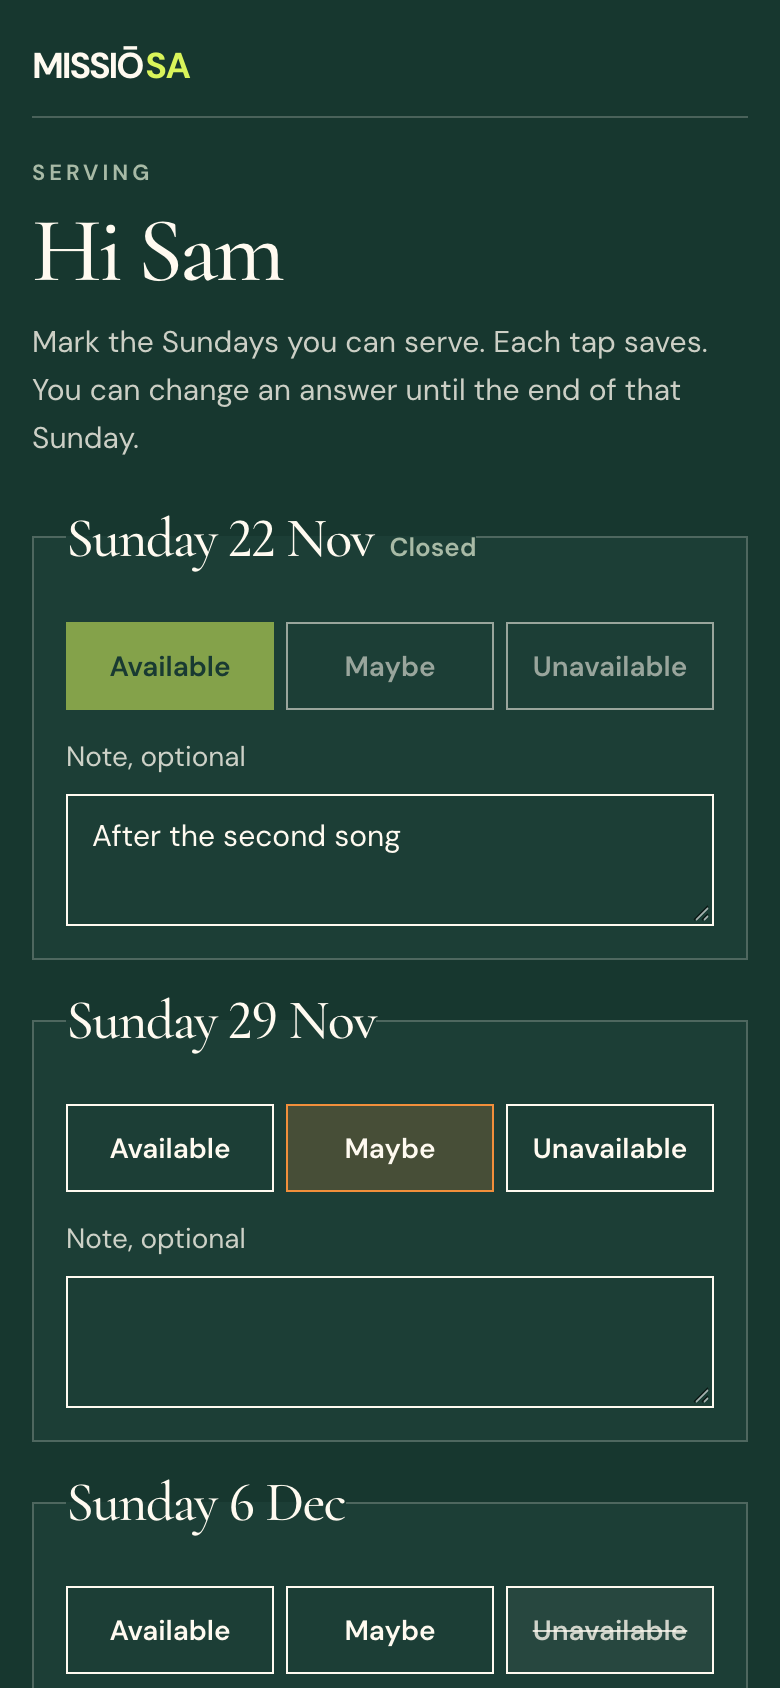 MISSIŌSA
SERVING
Hi Sam
Mark the Sundays you can serve. Each tap saves.
You can change an answer until the end of that
Sunday.
Sunday 22 Nov Closed
Available Maybe Unavailable
Note, optional
After the second song
Sunday 29 Nov
Available Maybe Unavailable
Note, optional
Sunday 6 Dec
Available Maybe Unavailable